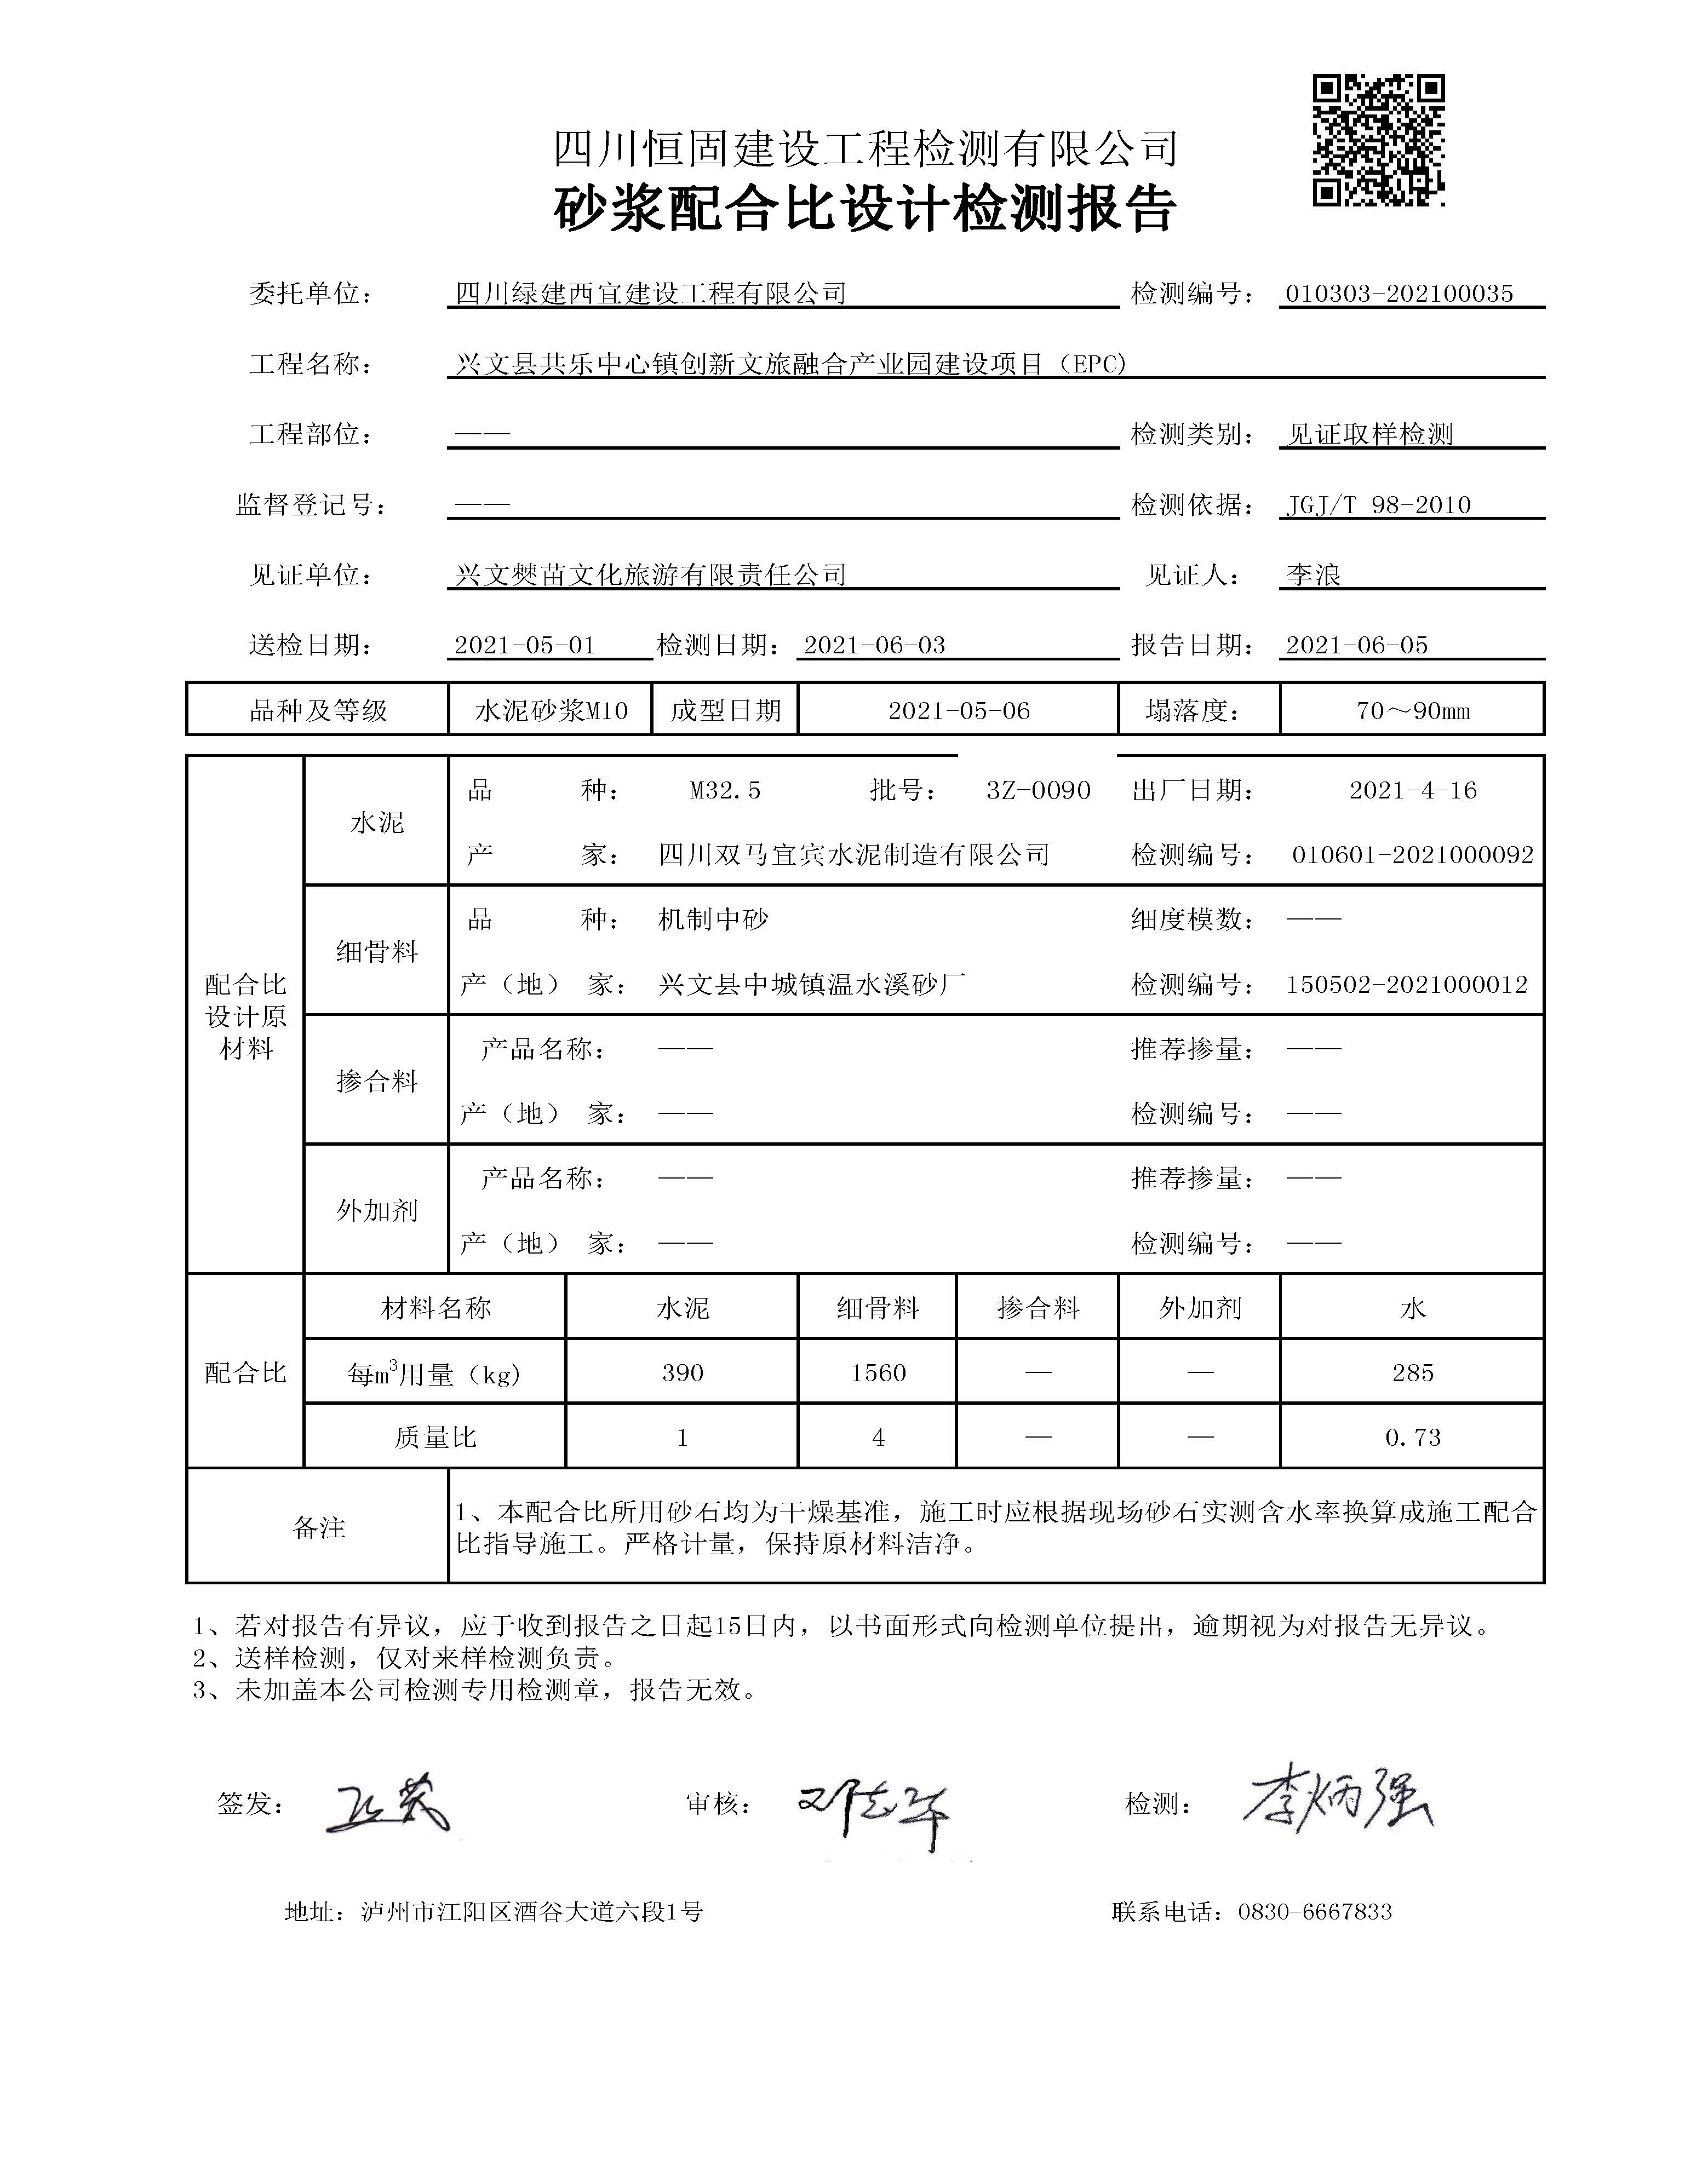 四川恒固建设工程检测有限公司
砂浆配合比设计检测报告
委托单位： 四川绿建西宜建设工程有限公司 检测编号： 010303-202100035
工程名称： 兴文县共乐中心镇创新文旅融合产业园建设项目（EPC)
工程部位： —— 检测类别： 见证取样检测
监督登记号： —— 检测依据： JGJ/T 98-2010
见证单位： 兴文僰苗文化旅游有限责任公司 见证人： 李浪
送检日期： 2021-05-01 检测日期： 2021-06-03 报告日期： 2021-06-05
品种及等级 水泥砂浆M10 成型日期 2021-05-06 塌落度： 70～90mm
配合比设计原材料
水泥
品 种： M32.5 批号： 3Z-0090 出厂日期： 2021-4-16
产 家： 四川双马宜宾水泥制造有限公司 检测编号： 010601-2021000092
细骨料
品 种： 机制中砂 细度模数： ——
产（地） 家： 兴文县中城镇温水溪砂厂 检测编号： 150502-2021000012
掺合料
产品名称： —— 推荐掺量： ——
产（地） 家： —— 检测编号： ——
外加剂
产品名称： —— 推荐掺量： ——
产（地） 家： —— 检测编号： ——
配合比
材料名称 水泥 细骨料 掺合料 外加剂 水
每m³用量（kg) 390 1560 — — 285
质量比 1 4 — — 0.73
备注
1、本配合比所用砂石均为干燥基准，施工时应根据现场砂石实测含水率换算成施工配合
比指导施工。严格计量，保持原材料洁净。
1、若对报告有异议，应于收到报告之日起15日内，以书面形式向检测单位提出，逾期视为对报告无异议。
2、送样检测，仅对来样检测负责。
3、未加盖本公司检测专用检测章，报告无效。
签发： 审核： 邓志华 检测： 李炳强
地址：泸州市江阳区酒谷大道六段1号 联系电话：0830-6667833